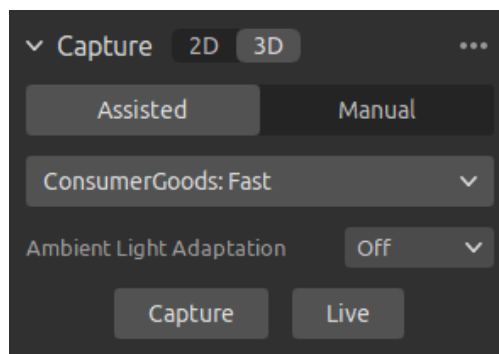 Capture 2D 3D
Assisted Manual
ConsumerGoods: Fast
Ambient Light Adaptation Off
Capture Live